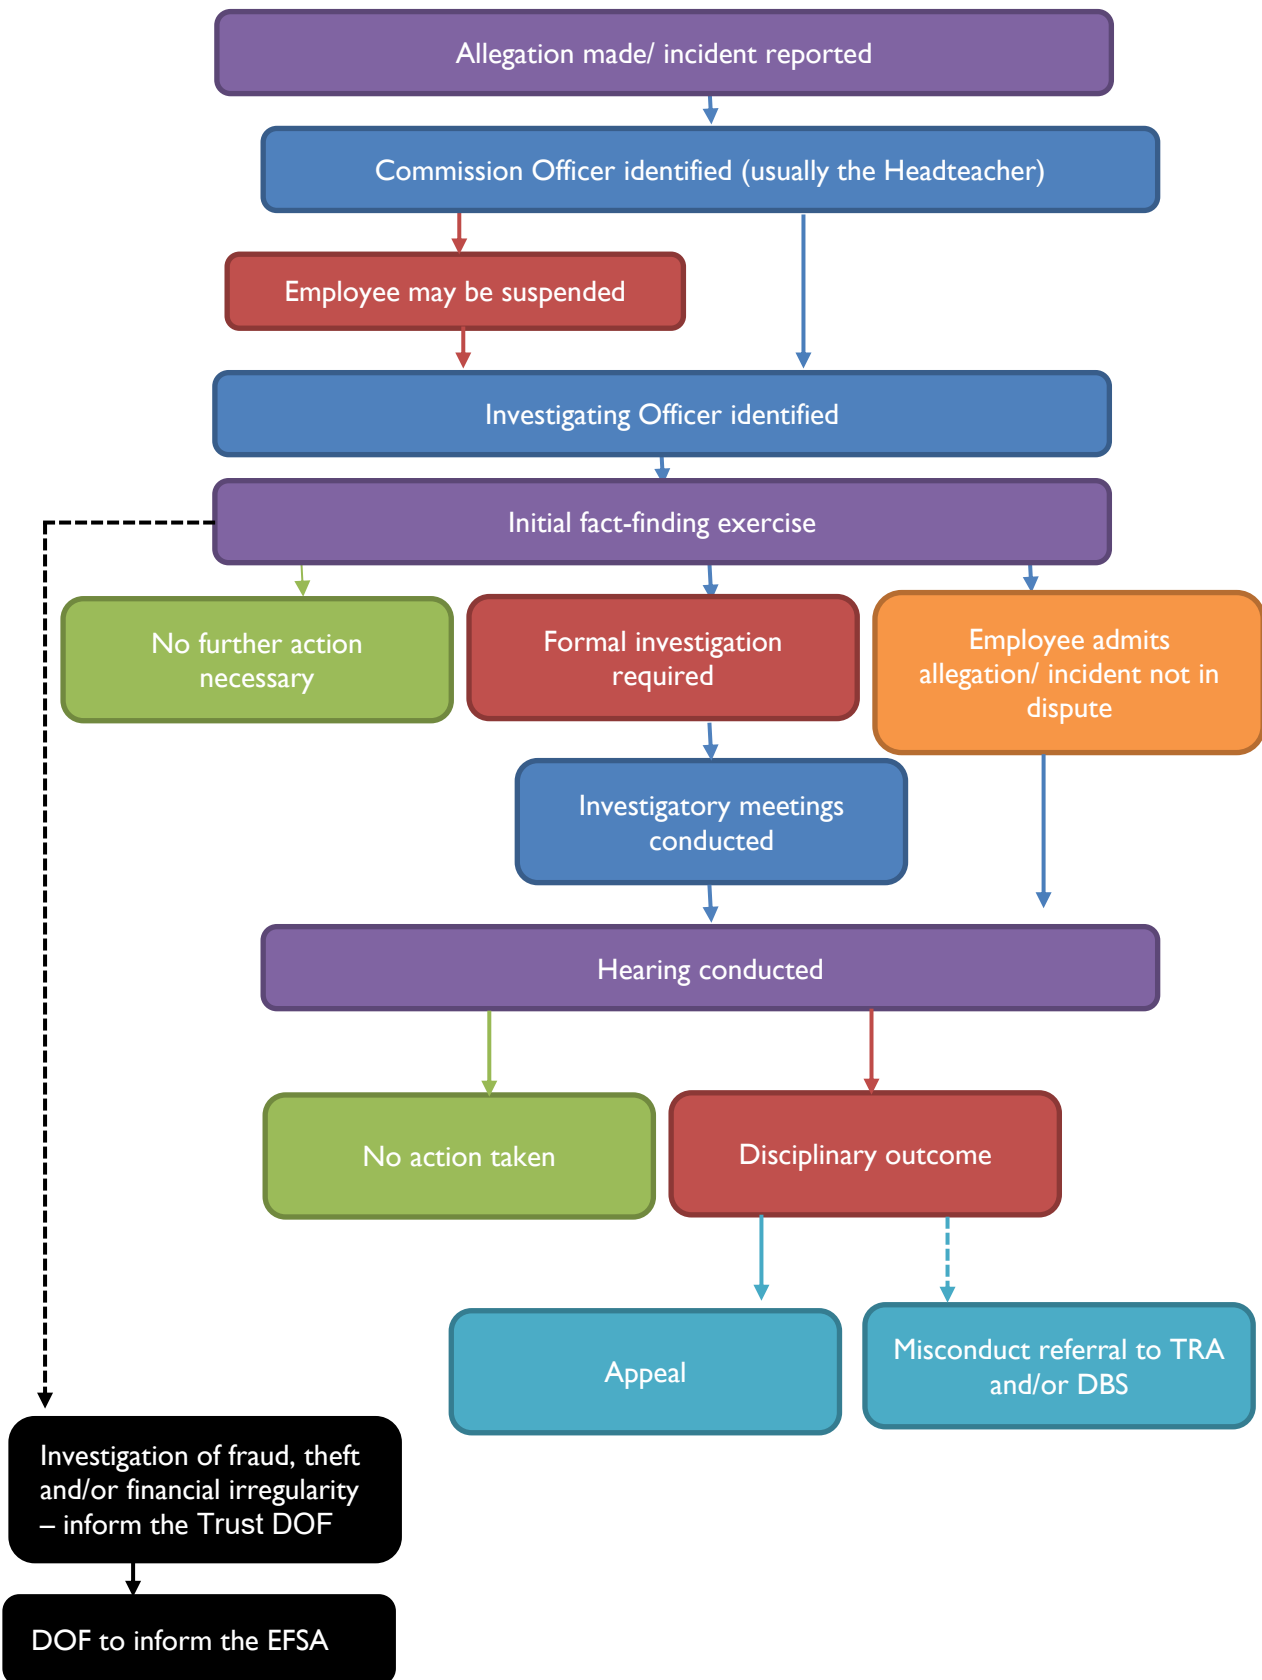 Allegation made/ incident reported
Commission Officer identified (usually the Headteacher)
Employee may be suspended
Investigating Officer identified
Initial fact-finding exercise
No further action
necessary
Formal investigation
required
Employee admits
allegation/ incident not in
dispute
Investigatory meetings
conducted
Hearing conducted
No action taken
Disciplinary outcome
Appeal
Misconduct referral to TRA
and/or DBS
Investigation of fraud, theft
and/or financial irregularity
– inform the Trust DOF
DOF to inform the EFSA